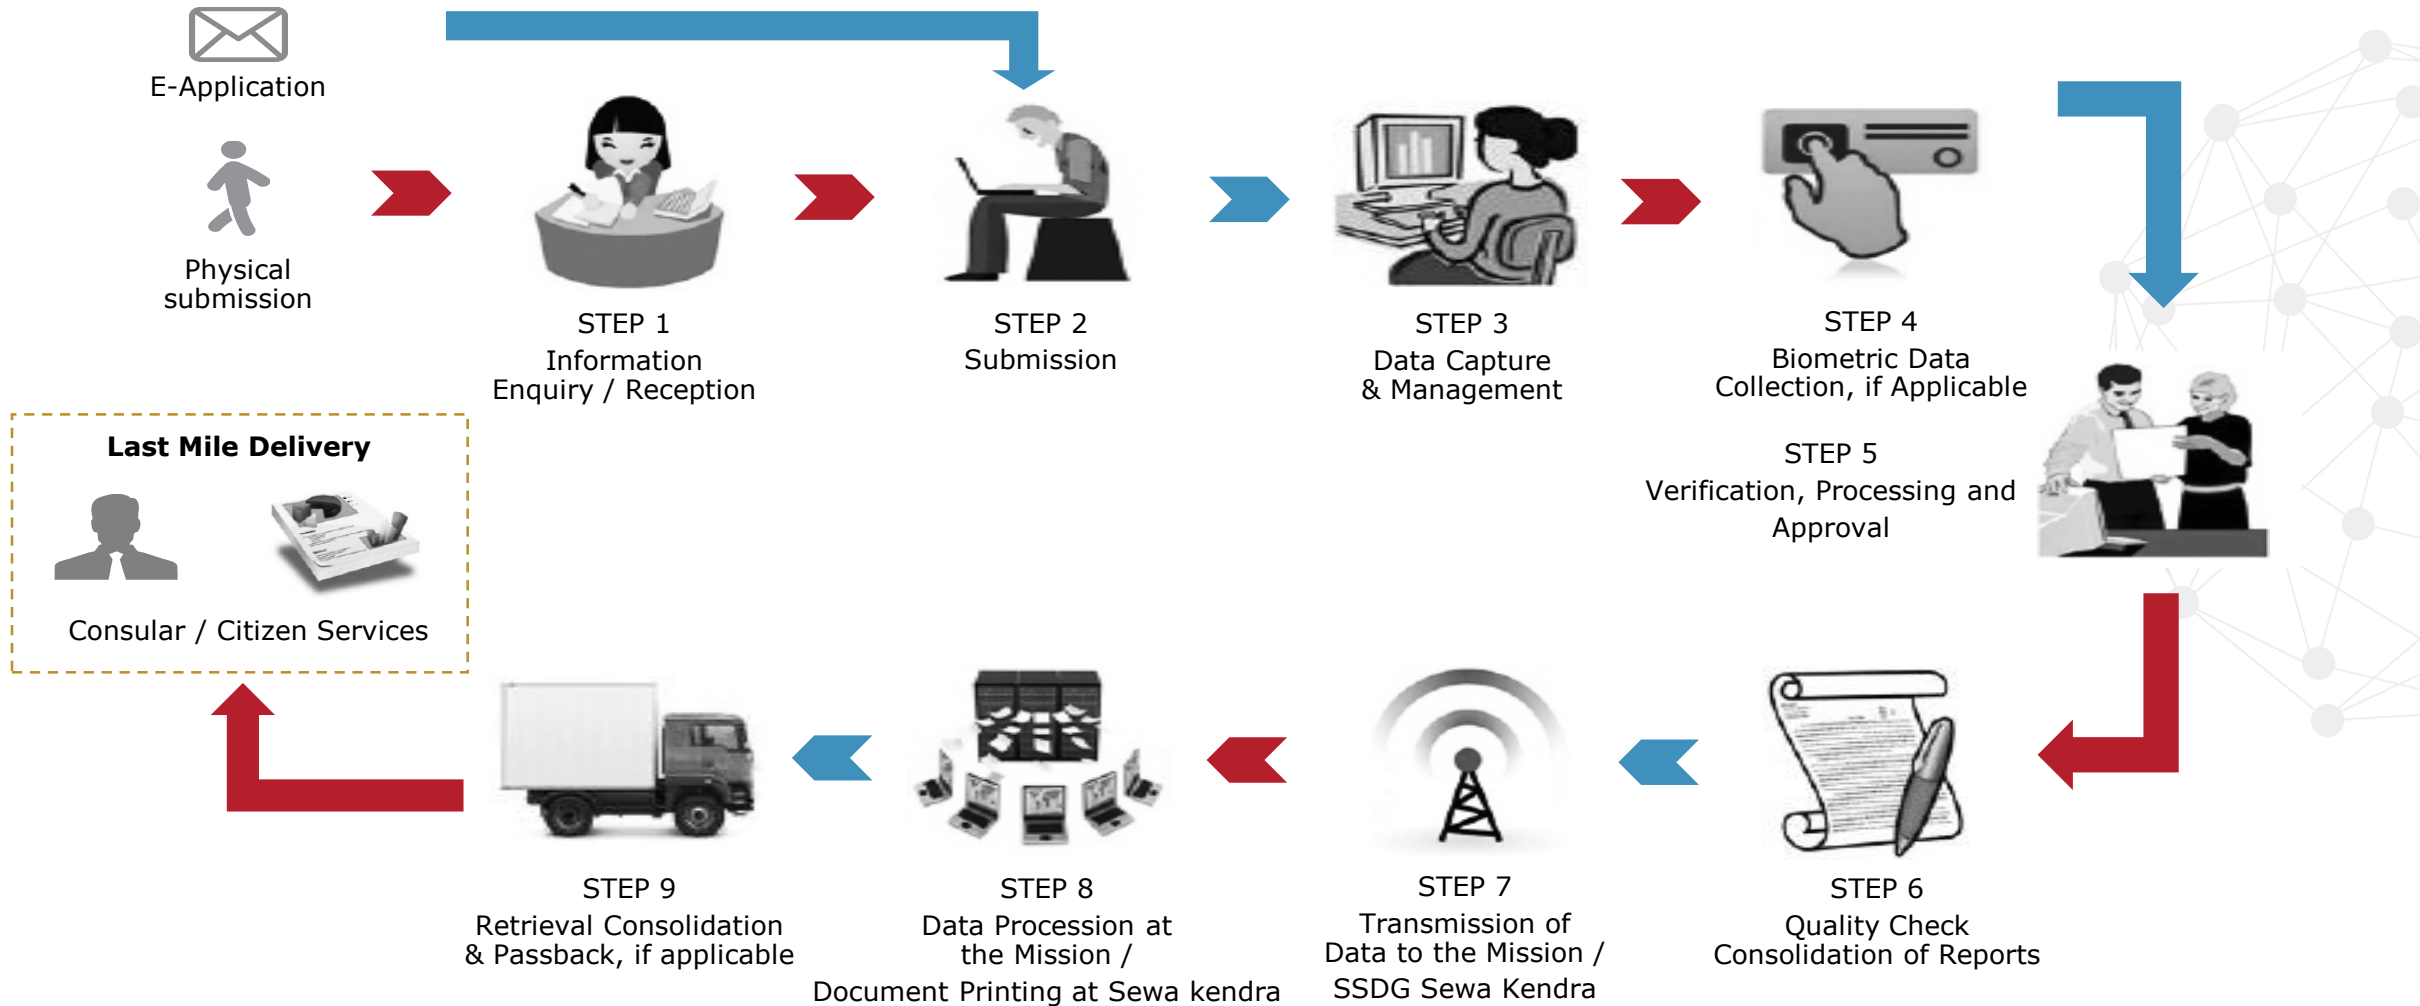 E-Application
Physical
submission
STEP 1
Information
Enquiry / Reception
STEP 2
Submission
STEP 3
Data Capture
& Management
STEP 4
Biometric Data
Collection, if Applicable
STEP 5
Verification, Processing and
Approval
STEP 6
Quality Check
Consolidation of Reports
STEP 7
Transmission of
Data to the Mission /
SSDG Sewa Kendra
STEP 8
Data Procession at
the Mission /
Document Printing at Sewa kendra
STEP 9
Retrieval Consolidation
& Passback, if applicable
Last Mile Delivery
Consular / Citizen Services